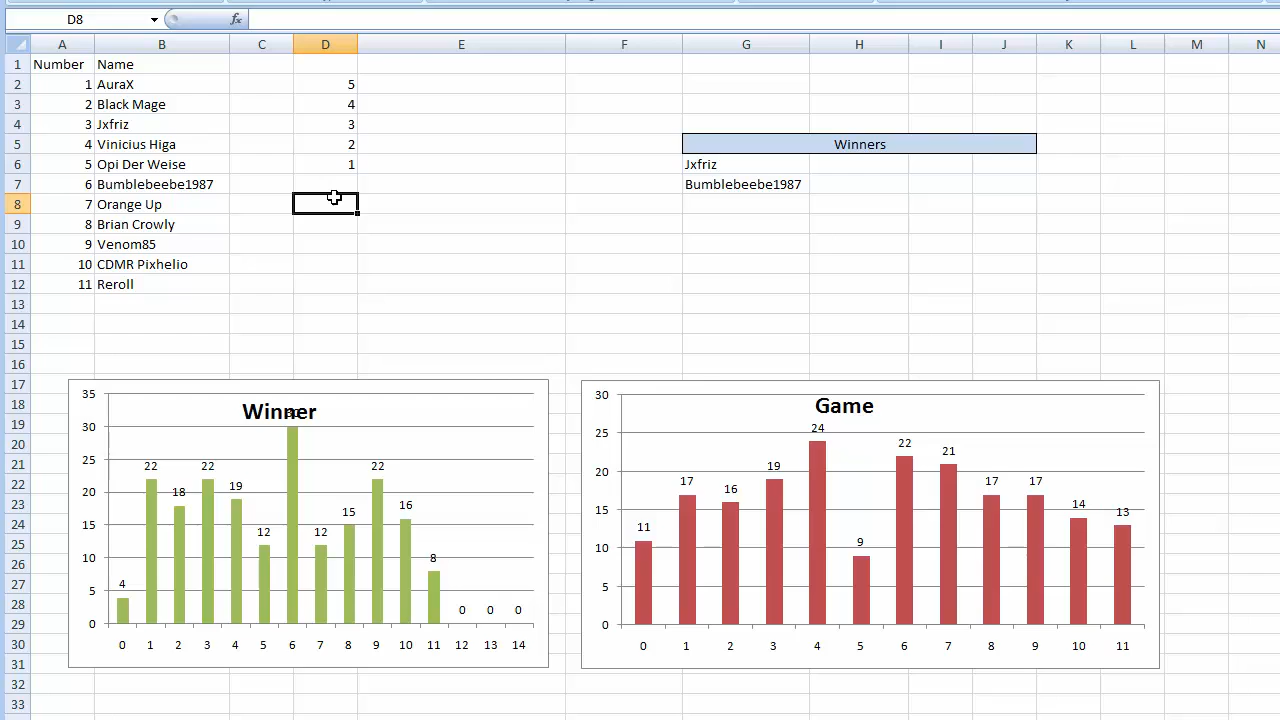 D8 fx
A B C D E F G H I J K L M N
1 Number Name
2 1 AuraX 5
3 2 Black Mage 4
4 3 Jxfriz 3
5 4 Vinicius Higa 2 Winners
6 5 Opi Der Weise 1 Jxfriz
7 6 Bumblebeebe1987 Bumblebeebe1987
8 7 Orange Up
9 8 Brian Crowly
10 9 Venom85
11 10 CDMR Pixhelio
12 11 Reroll
13
14
15
16
17
18
19
20
21
22
23
24
25
26
27
28
29
30
31
32
33
Winner
35
30
25
20
15
10
5
0
4 22 18 22 19 12 30 12 15 22 16 8 0 0 0
0 1 2 3 4 5 6 7 8 9 10 11 12 13 14
Game
30
25
20
15
10
5
0
11 17 16 19 24 9 22 21 17 17 14 13
0 1 2 3 4 5 6 7 8 9 10 11